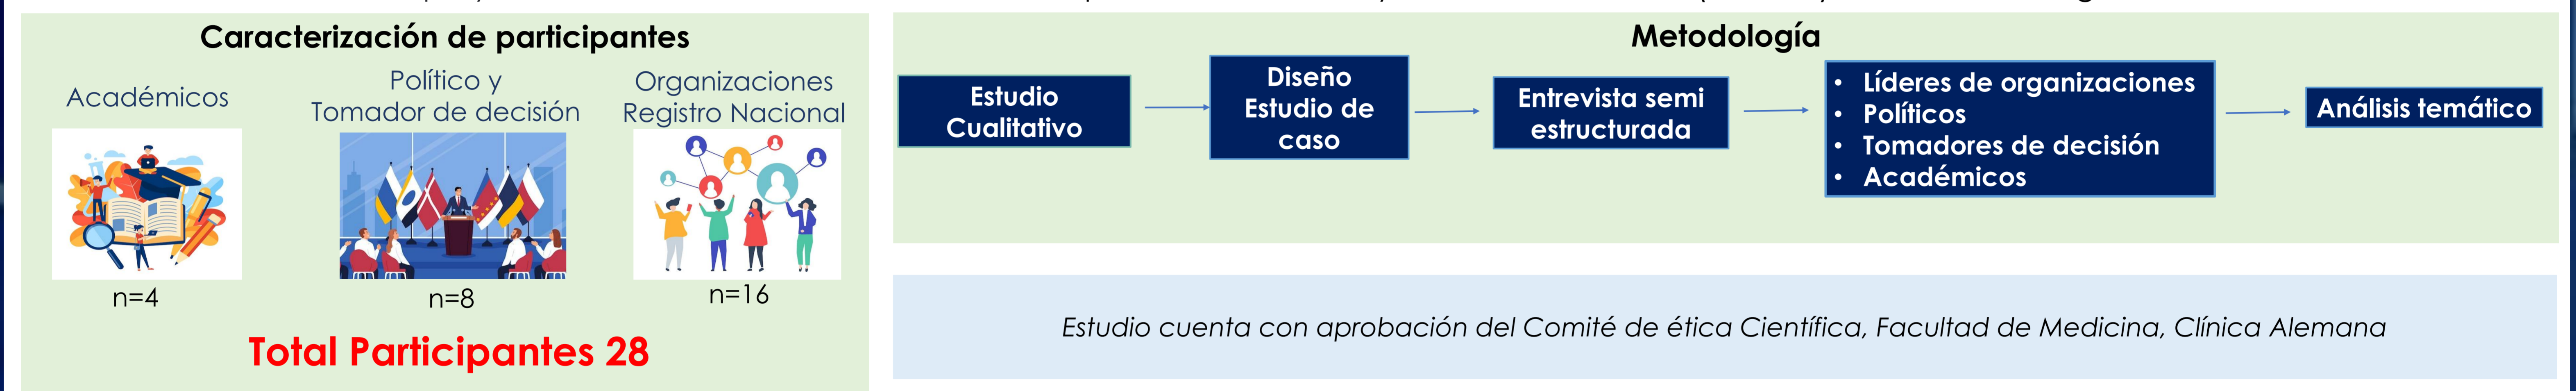 Caracterización de participantes
Académicos
Político y
Tomador de decisión
Organizaciones
Registro Nacional
n=4
n=8
n=16
Total Participantes 28
Metodología
Estudio
Cualitativo
Diseño
Estudio de
caso
Entrevista semi
estructurada
• Líderes de organizaciones
• Políticos
• Tomadores de decisión
• Académicos
Análisis temático
Estudio cuenta con aprobación del Comité de ética Científica, Facultad de Medicina, Clínica Alemana